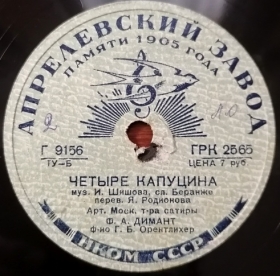 АПРЕЛЕВСКИЙ ЗАВОД
ПАМЯТИ 1905 ГОДА
Г 9156
ТУ-Б
ГРК 2565
ЦЕНА 7 руб.
ЧЕТЫРЕ КАПУЦИНА
муз. И. Шишова, сл. Беранже
перев. Я. Родионова
Арт. Моск. т-ра сатиры
Ф. А. ДИМАНТ
Ф-но Г. Б. Орентлихер
НКОМ СССР